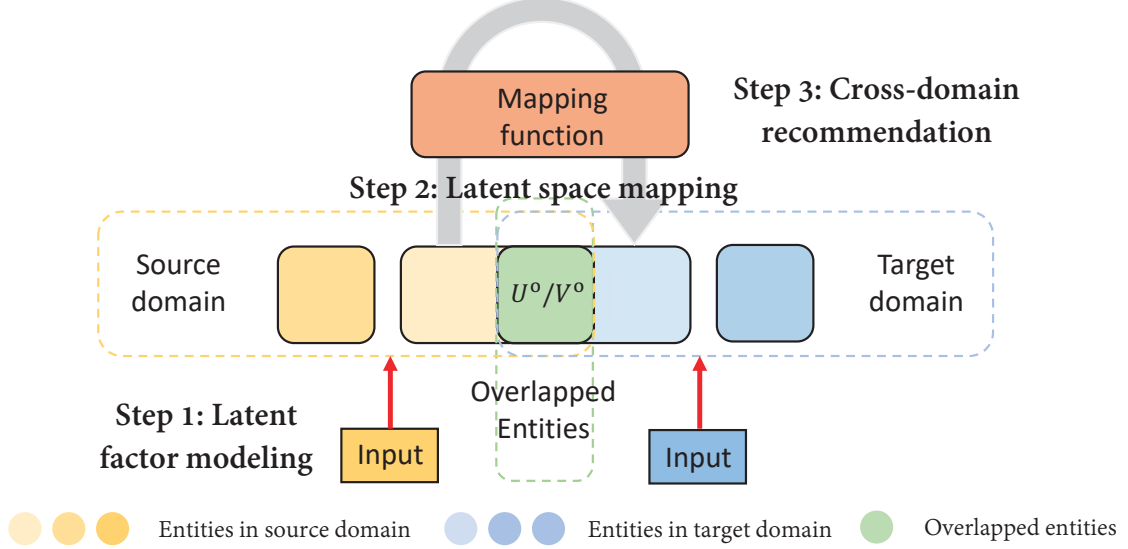 Mapping
function
Step 3: Cross-domain
recommendation
Step 2: Latent space mapping
Source
domain
U°/V°
Target
domain
Overlapped
Entities
Step 1: Latent
factor modeling
Input
Input
Entities in source domain
Entities in target domain
Overlapped entities